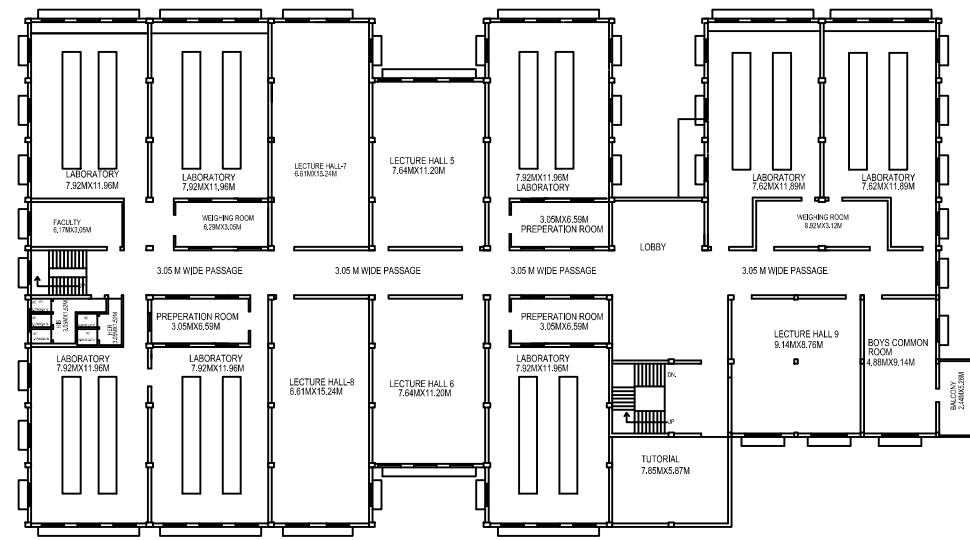 LABORATORY
7.92MX11.96M
LABORATORY
7.92MX11.96M
LECTURE HALL-7
6.61MX15.24M
LECTURE HALL 5
7.64MX11.20M
7.92MX11.96M
LABORATORY
LABORATORY
7.62MX11.89M
LABORATORY
7.62MX11.89M
FACULTY
6.17MX3.05M
WEIGHING ROOM
6.29MX3.05M
3.05MX6.59M
PREPERATION ROOM
WEIGHING ROOM
8.92MX3.12M
LOBBY
3.05 M WIDE PASSAGE
3.05 M WIDE PASSAGE
3.05 M WIDE PASSAGE
3.05 M WIDE PASSAGE
HIS
HER
PREPERATION ROOM
3.05MX6.59M
PREPERATION ROOM
3.05MX6.59M
LECTURE HALL 9
9.14MX8.76M
BOYS COMMON
ROOM
4.88MX9.14M
LABORATORY
7.92MX11.96M
LABORATORY
7.92MX11.96M
LECTURE HALL-8
6.61MX15.24M
LECTURE HALL 6
7.64MX11.20M
LABORATORY
7.92MX11.96M
DN.
UP
BALCONY
2.44MX5.26M
TUTORIAL
7.85MX5.87M